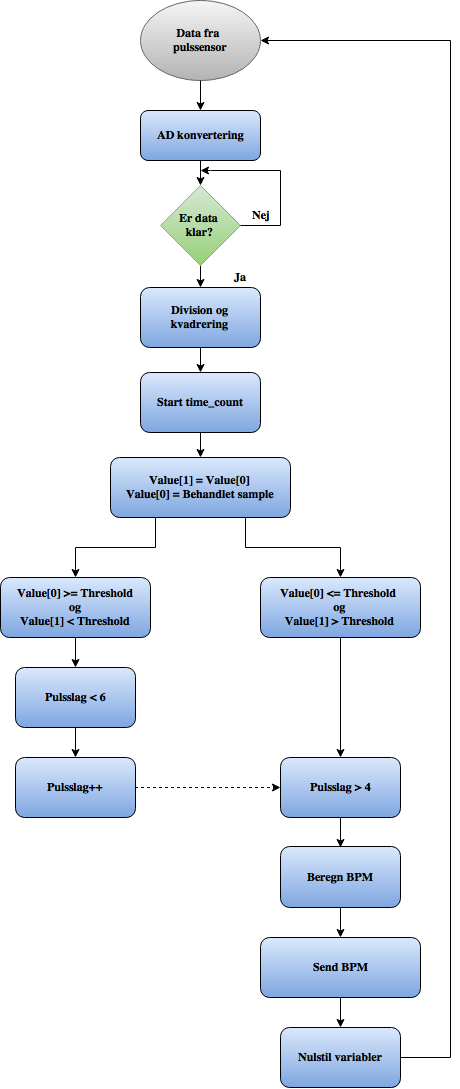 Data fra
pulssensor
AD konvertering
Er data
klar?
Nej
Ja
Division og
kvadrering
Start time_count
Value[1] = Value[0]
Value[0] = Behandlet sample
Value[0] >= Threshold
og
Value[1] < Threshold
Value[0] <= Threshold
og
Value[1] > Threshold
Pulsslag < 6
Pulsslag++
Pulsslag > 4
Beregn BPM
Send BPM
Nulstil variabler